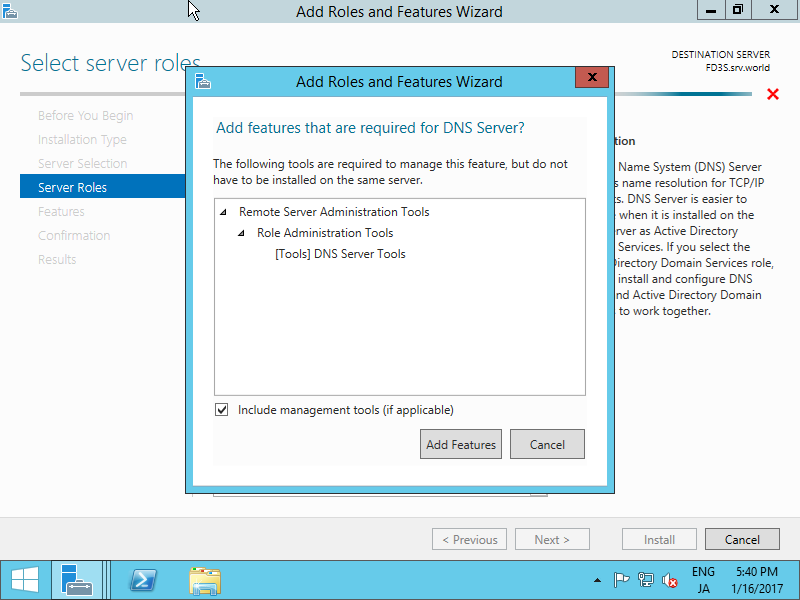 Add Roles and Features Wizard
Select server roles
DESTINATION SERVER
FD3S.srv.world
Before You Begin
Installation Type
Server Selection
Server Roles
Features
Confirmation
Results
Add Roles and Features Wizard
Add features that are required for DNS Server?
The following tools are required to manage this feature, but do not
have to be installed on the same server.
Remote Server Administration Tools
Role Administration Tools
[Tools] DNS Server Tools
Include management tools (if applicable)
Add Features
Cancel
Name System (DNS) Server
name resolution for TCP/IP
DNS Server is easier to
when it is installed on the
as Active Directory
Services. If you select the
Directory Domain Services role,
install and configure DNS
Active Directory Domain
to work together.
< Previous
Next >
Install
Cancel
ENG
JA
5:40 PM
1/16/2017